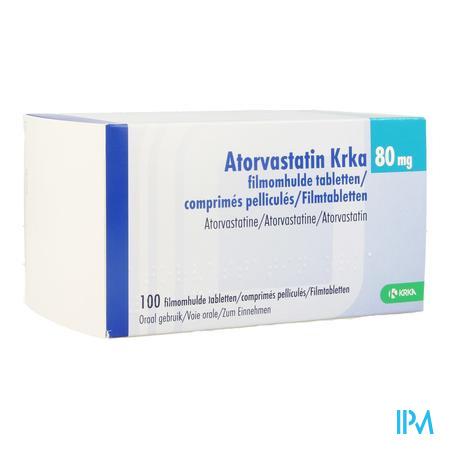 Atorvastatin Krka 80 mg
filmomhulde tabletten/
comprimés pelliculés/Filmtabletten
Atorvastatine/Atorvastatine/Atorvastatin
100 filmomhulde tabletten/comprimés pelliculés/Filmtabletten
Oraal gebruik/Voie orale/Zum Einnehmen
KRKA
IPM